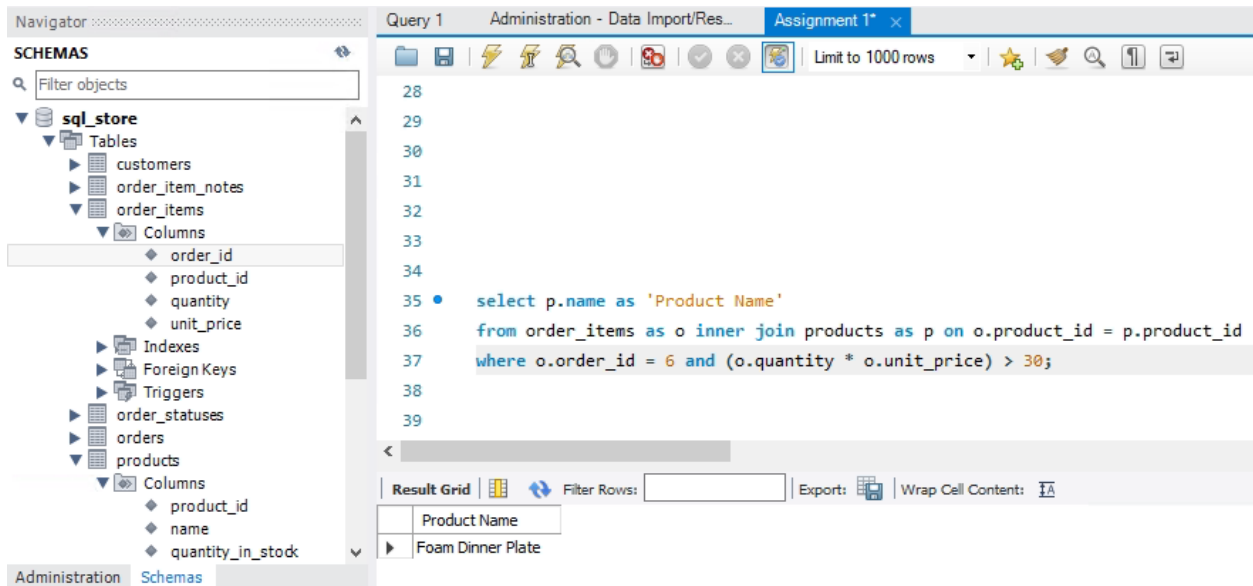 Navigator
SCHEMAS
Filter objects
sql_store
Tables
customers
order_item_notes
order_items
Columns
order_id
product_id
quantity
unit_price
Indexes
Foreign Keys
Triggers
order_statuses
orders
products
Columns
product_id
name
quantity_in_stock
Administration Schemas
Query 1 Administration - Data Import/Res... Assignment 1* ×
Limit to 1000 rows
28
29
30
31
32
33
34
35 select p.name as 'Product Name'
36 from order_items as o inner join products as p on o.product_id = p.product_id
37 where o.order_id = 6 and (o.quantity * o.unit_price) > 30;
38
39
Result Grid Filter Rows: Export: Wrap Cell Content: IA
Product Name
Foam Dinner Plate